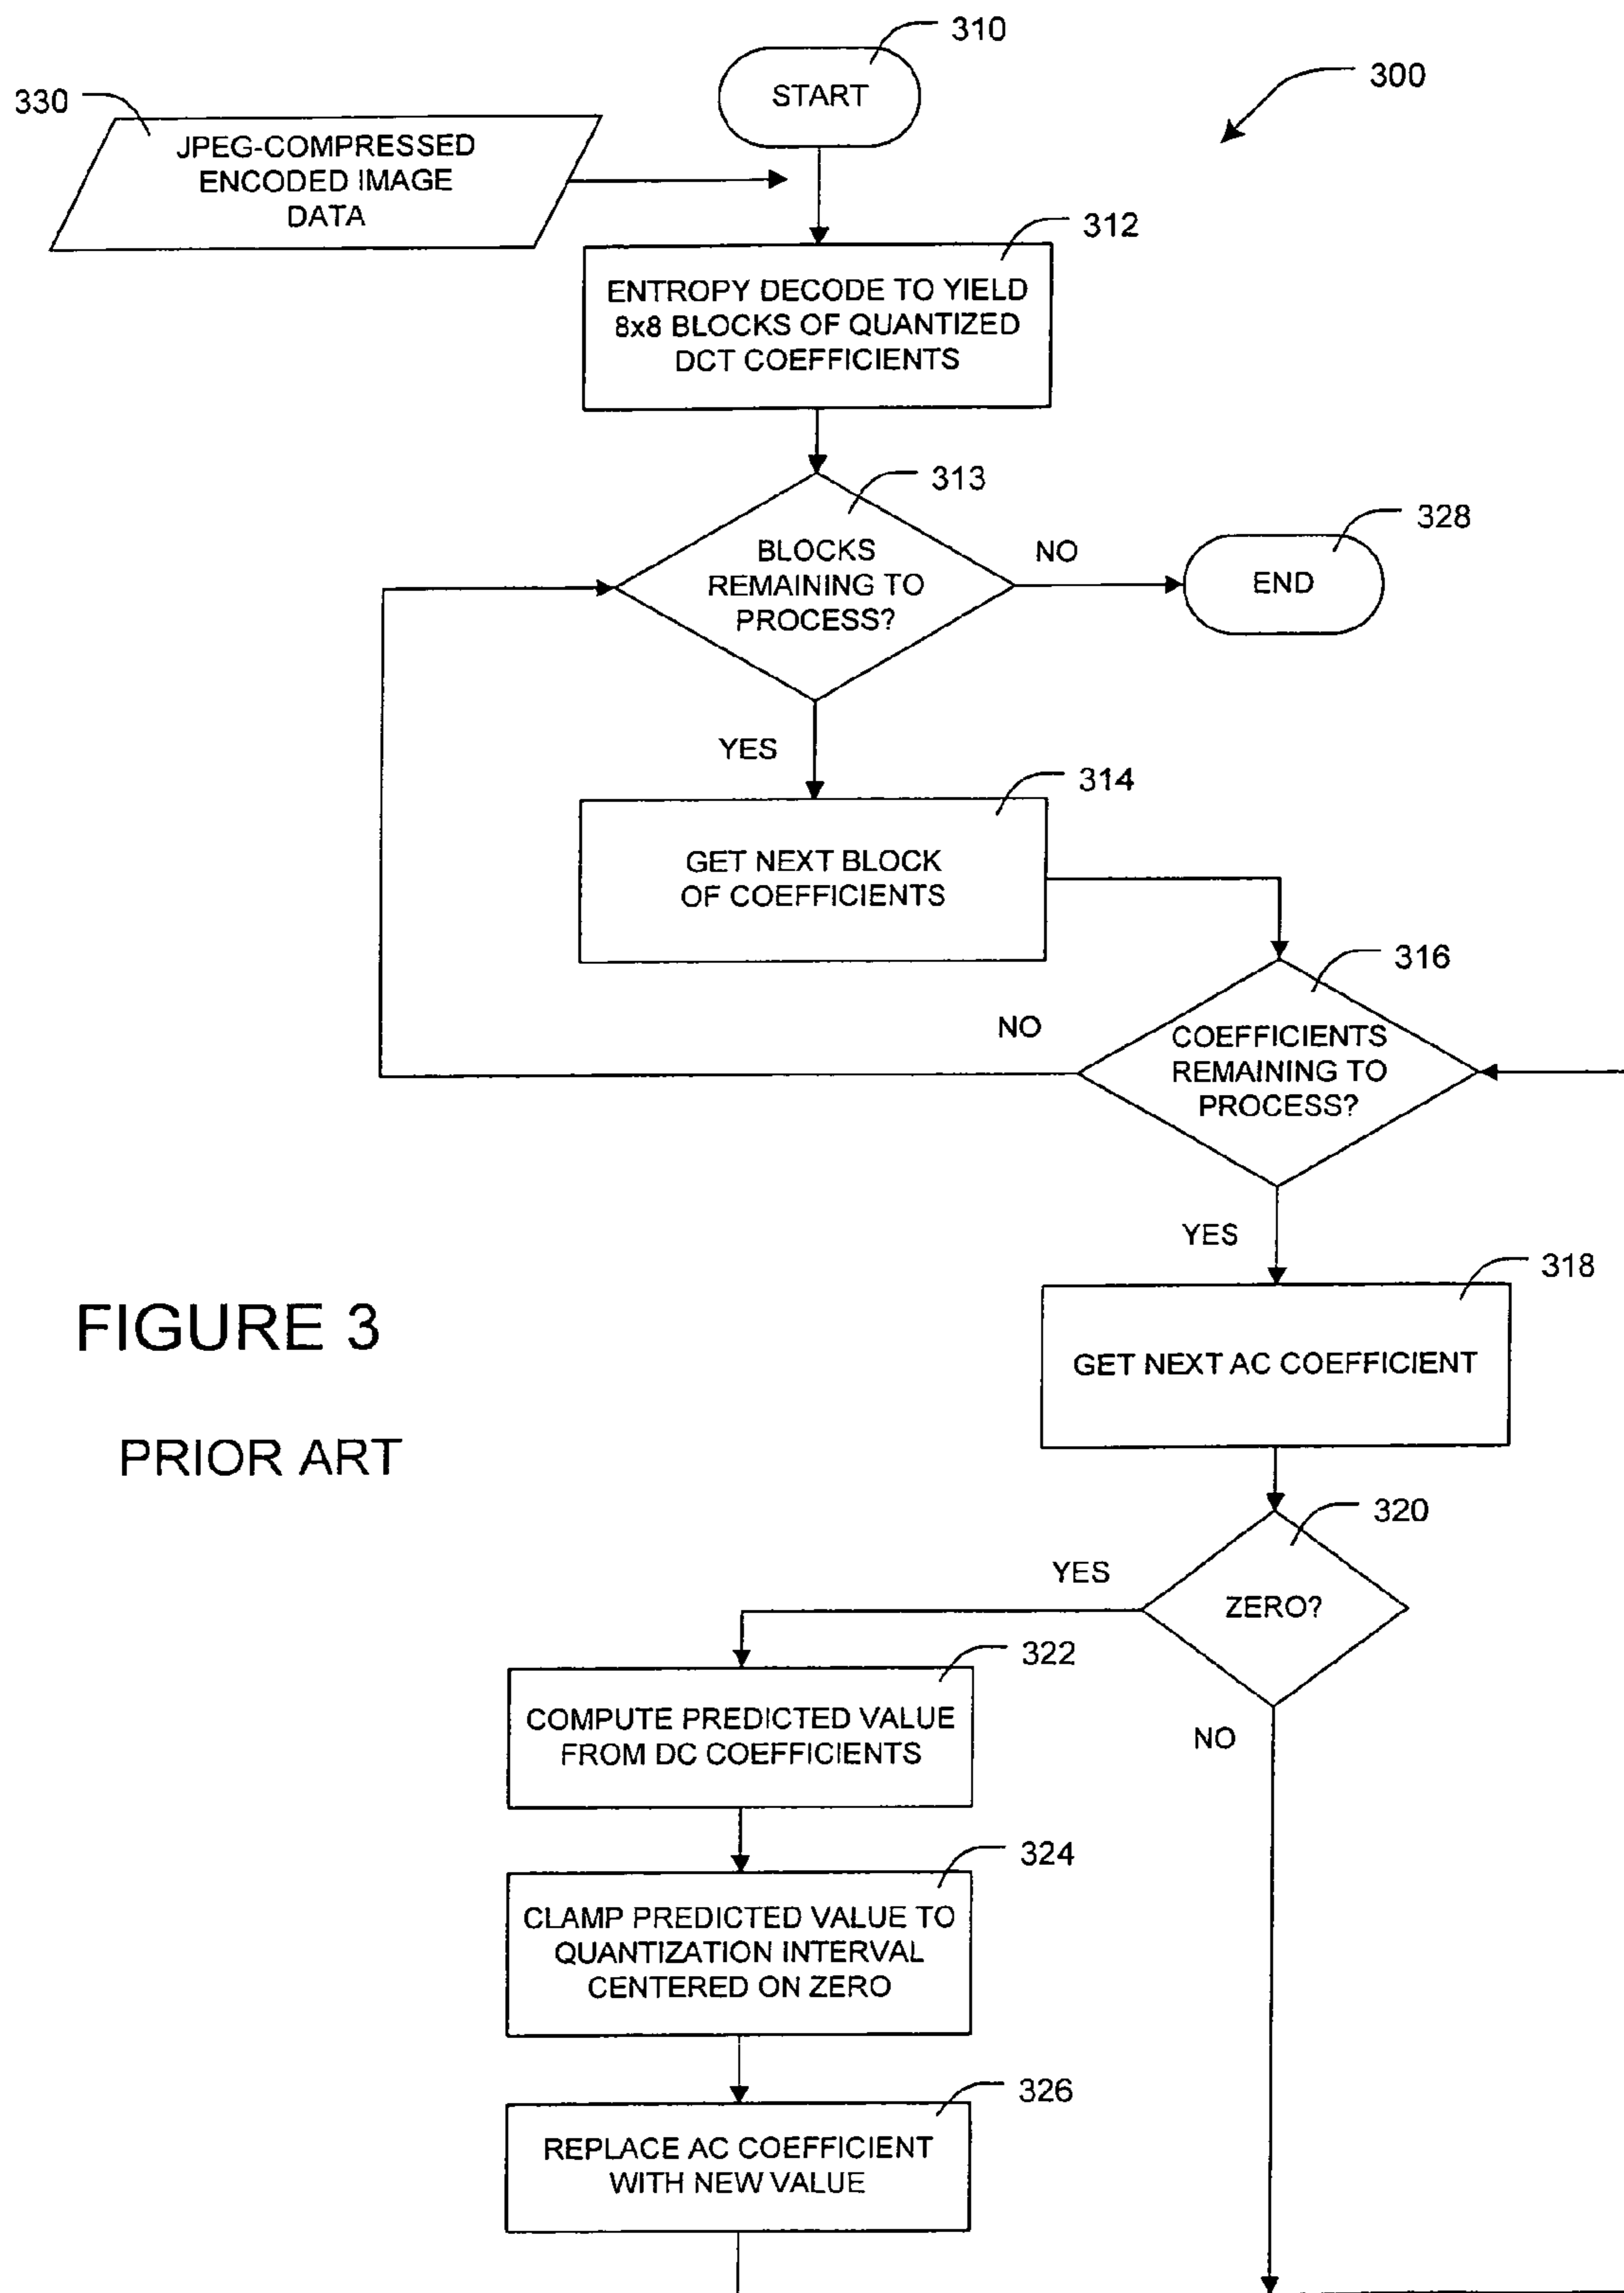 310
300
330
START
JPEG-COMPRESSED
ENCODED IMAGE
DATA
312
ENTROPY DECODE TO YIELD
8x8 BLOCKS OF QUANTIZED
DCT COEFFICIENTS
313
328
BLOCKS
REMAINING TO
PROCESS?
NO
END
YES
314
GET NEXT BLOCK
OF COEFFICIENTS
316
NO
COEFFICIENTS
REMAINING TO
PROCESS?
YES
318
GET NEXT AC COEFFICIENT
FIGURE 3
PRIOR ART
320
YES
ZERO?
322
NO
COMPUTE PREDICTED VALUE
FROM DC COEFFICIENTS
324
CLAMP PREDICTED VALUE TO
QUANTIZATION INTERVAL
CENTERED ON ZERO
326
REPLACE AC COEFFICIENT
WITH NEW VALUE